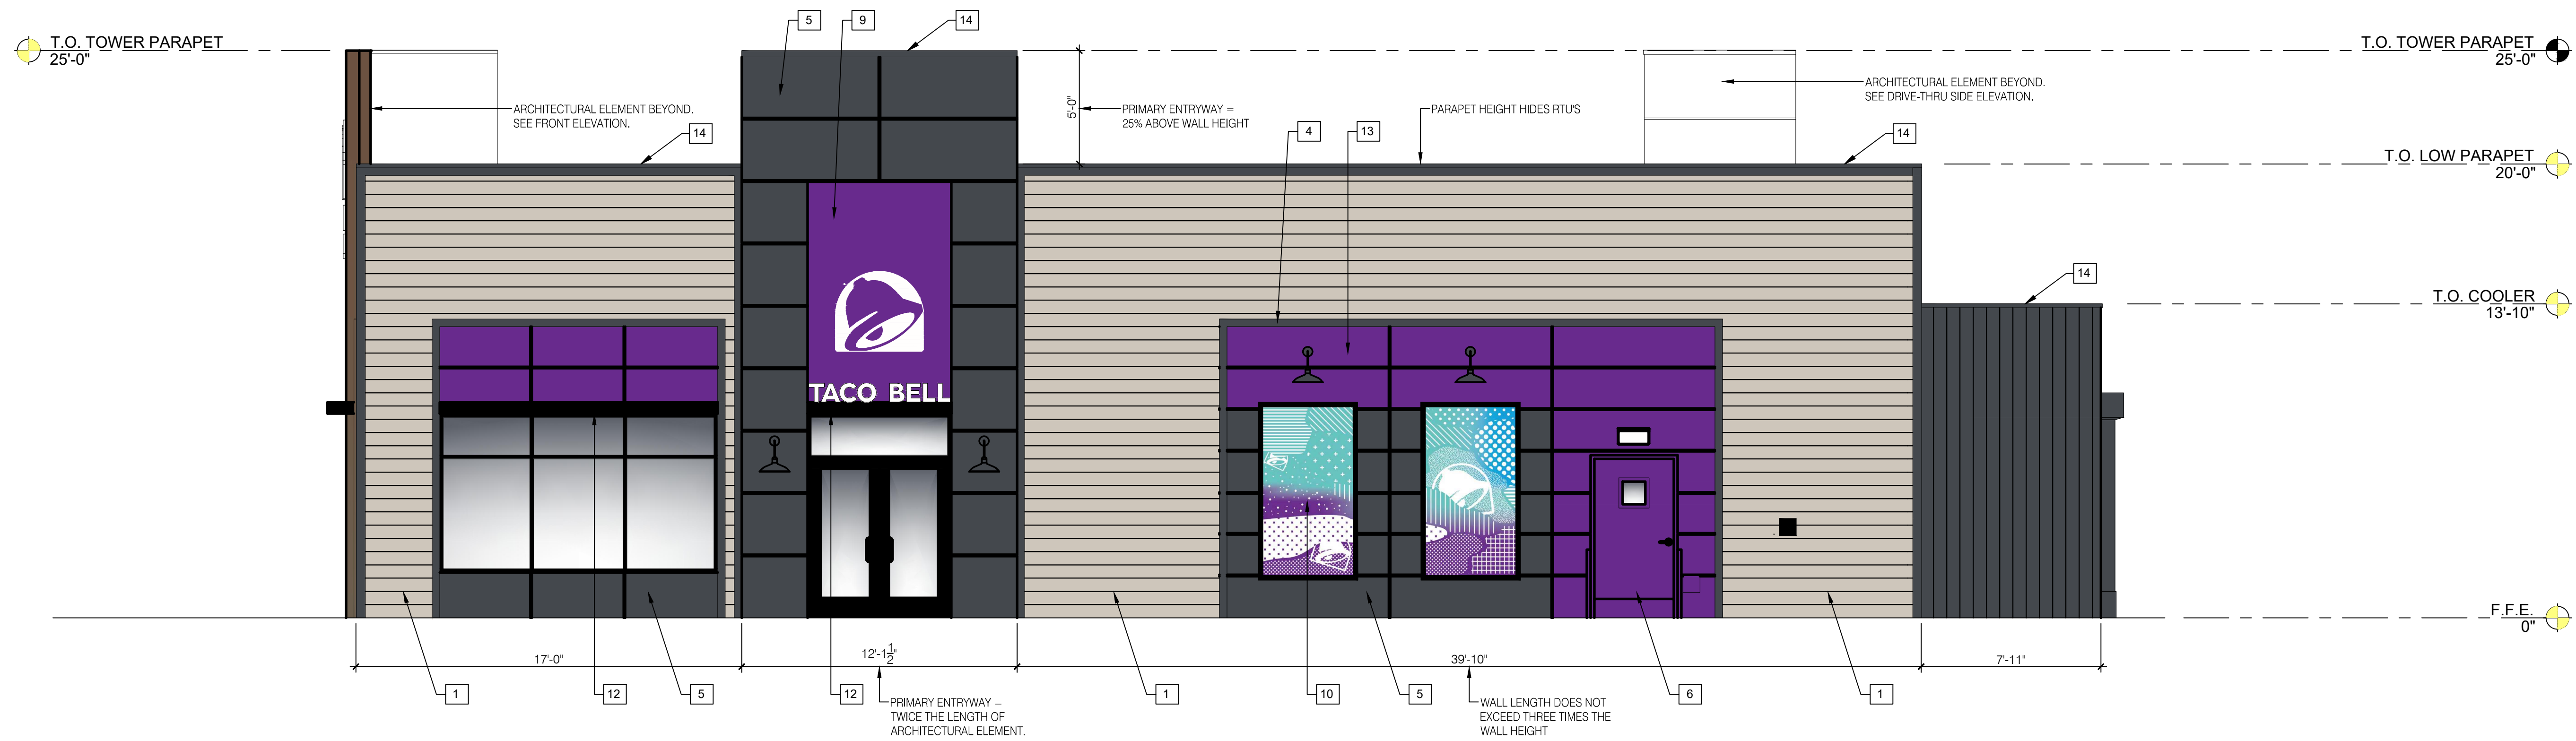 5
9
14
T.O. TOWER PARAPET
25'-0"
T.O. TOWER PARAPET
25'-0"
ARCHITECTURAL ELEMENT BEYOND.
SEE FRONT ELEVATION.
14
5'-0"
PRIMARY ENTRYWAY =
25% ABOVE WALL HEIGHT
4
13
PARAPET HEIGHT HIDES RTU'S
ARCHITECTURAL ELEMENT BEYOND.
SEE DRIVE-THRU SIDE ELEVATION.
14
T.O. LOW PARAPET
20'-0"
14
T.O. COOLER
13'-10"
TACO BELL
F.F.E.
0"
17'-0"
12'-1 1/2"
39'-10"
7'-11"
1
12
5
12
1
10
5
6
1
PRIMARY ENTRYWAY =
TWICE THE LENGTH OF
ARCHITECTURAL ELEMENT.
WALL LENGTH DOES NOT
EXCEED THREE TIMES THE
WALL HEIGHT